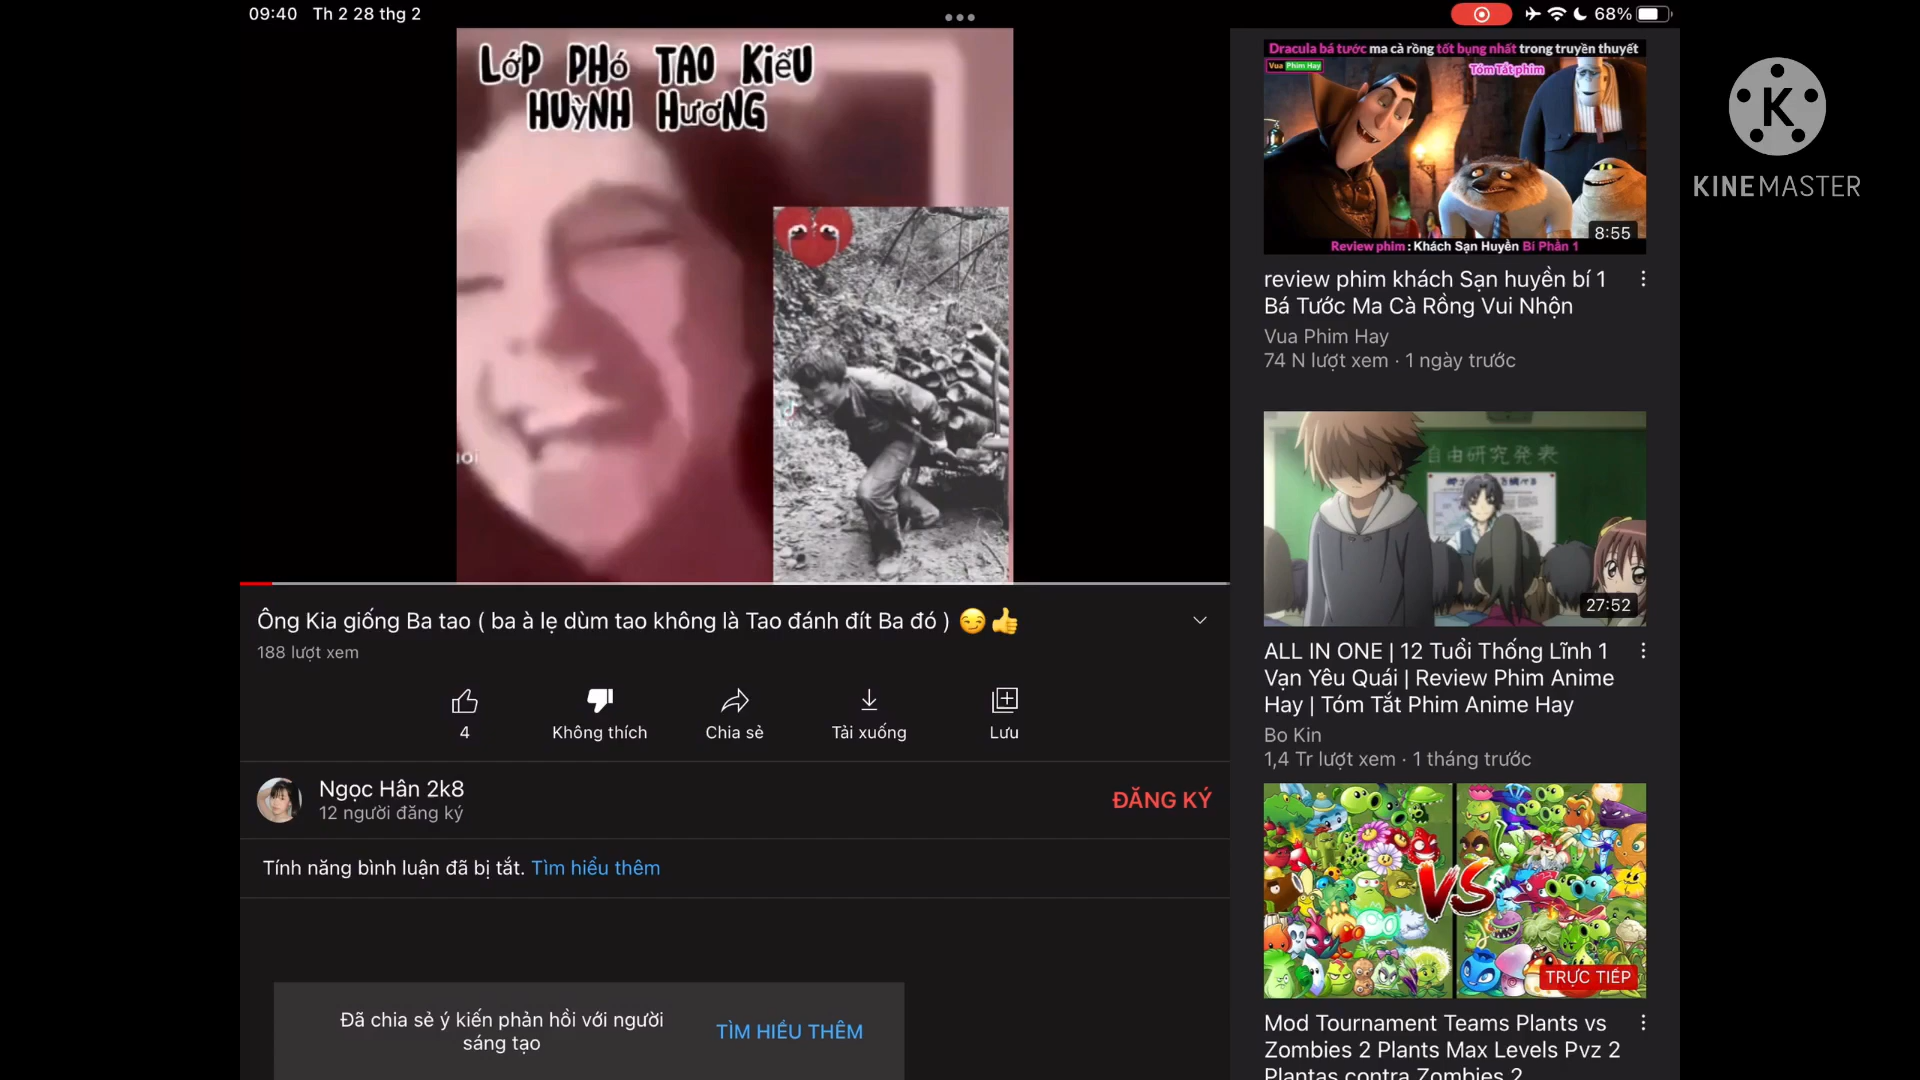 09:40 Th 2 28 thg 2
68%
LỚP PHÓ TAO KIỂU
HUỲNH HƯƠNG
Ông Kia giống Ba tao ( ba à lẹ dùm tao không là Tao đánh đít Ba đó ) 😏👍
188 lượt xem
4
Không thích
Chia sẻ
Tải xuống
Lưu
Ngọc Hân 2k8
12 người đăng ký
ĐĂNG KÝ
Tính năng bình luận đã bị tắt. Tìm hiểu thêm
Đã chia sẻ ý kiến phản hồi với người
sáng tạo
TÌM HIỂU THÊM
Dracula bá tước ma cà rồng tốt bụng nhất trong truyền thuyết
Vua Phim Hay
Tóm Tắt phim
8:55
Review phim : Khách Sạn Huyền Bí Phần 1
review phim khách Sạn huyền bí 1
Bá Tước Ma Cà Rồng Vui Nhộn
Vua Phim Hay
74 N lượt xem · 1 ngày trước
自由研究発表
27:52
ALL IN ONE | 12 Tuổi Thống Lĩnh 1
Vạn Yêu Quái | Review Phim Anime
Hay | Tóm Tắt Phim Anime Hay
Bo Kin
1,4 Tr lượt xem · 1 tháng trước
VS
TRỰC TIẾP
Mod Tournament Teams Plants vs
Zombies 2 Plants Max Levels Pvz 2
Plantas contra Zombies 2
K
KINEMASTER